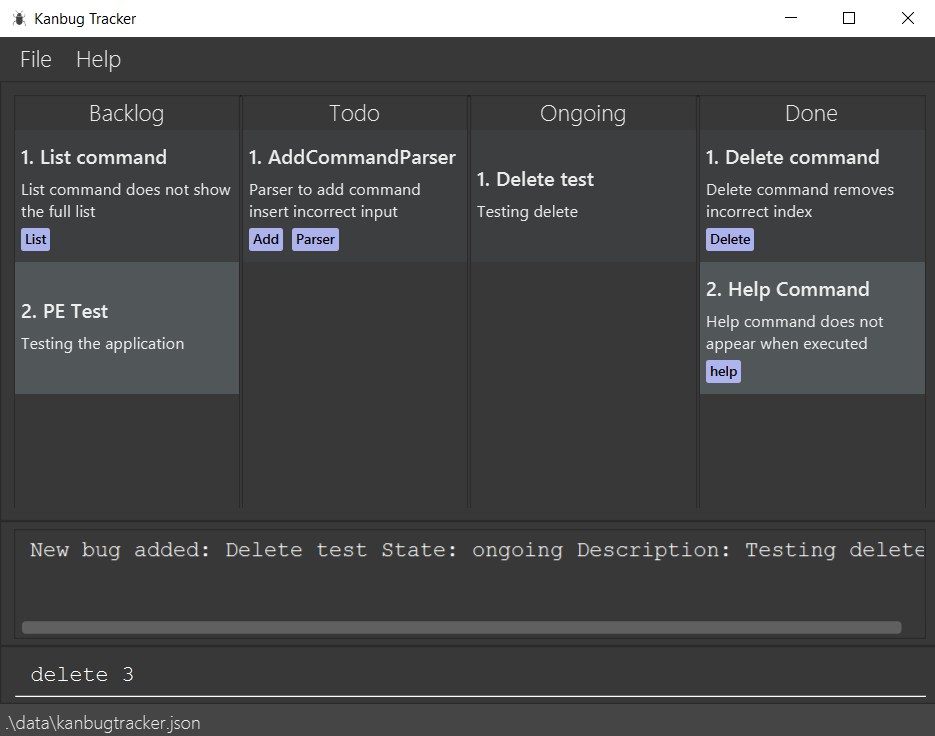 Kanbug Tracker
File Help
Backlog
1. List command
List command does not show
the full list
List
2. PE Test
Testing the application
Todo
1. AddCommandParser
Parser to add command
insert incorrect input
Add Parser
Ongoing
1. Delete test
Testing delete
Done
1. Delete command
Delete command removes
incorrect index
Delete
2. Help Command
Help command does not
appear when executed
help
New bug added: Delete test State: ongoing Description: Testing delete
delete 3
.\data\kanbugtracker.json